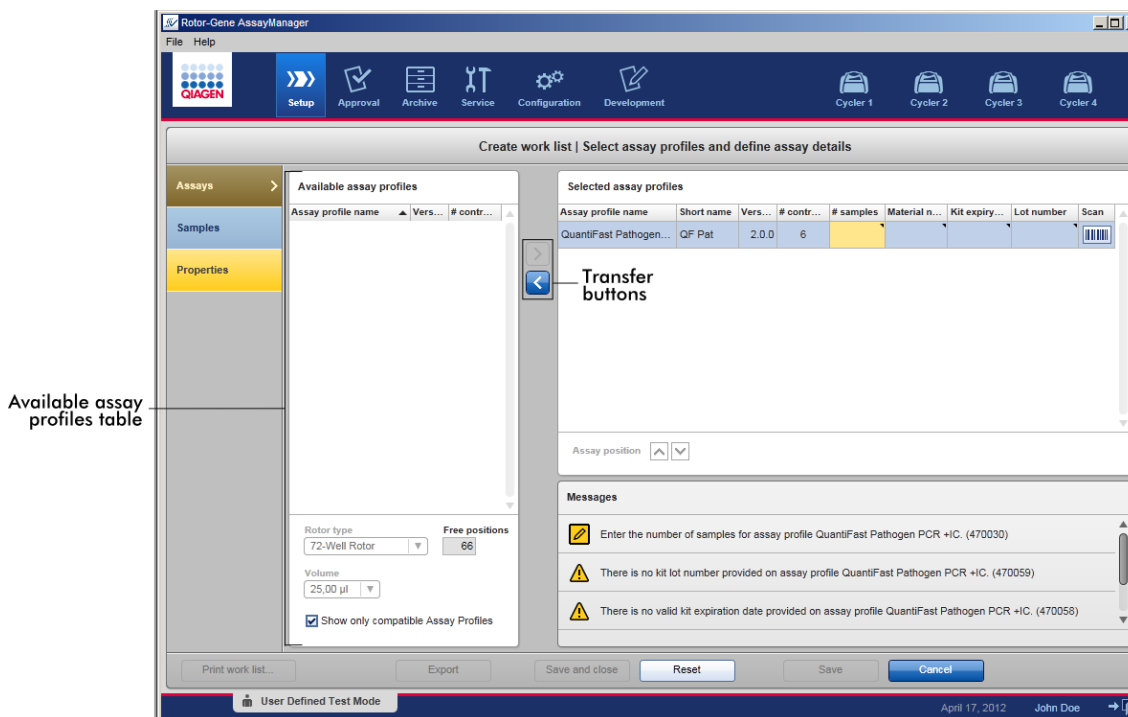 Rotor-Gene AssayManager
File Help
QIAGEN
Setup Approval Archive Service Configuration Development Cycler 1 Cycler 2 Cycler 3 Cycler 4
Create work list | Select assay profiles and define assay details
Assays
Samples
Properties
Available assay profiles
Assay profile name Vers... # contr...
Selected assay profiles
Assay profile name Short name Vers... # contr... # samples Material n... Kit expiry... Lot number Scan
QuantiFast Pathogen... QF Pat 2.0.0 6
Transfer
buttons
Available assay
profiles table
Assay position
Rotor type Free positions
72-Well Rotor 66
Volume
25,00 µl
Show only compatible Assay Profiles
Messages
Enter the number of samples for assay profile QuantiFast Pathogen PCR +IC. (470030)
There is no kit lot number provided on assay profile QuantiFast Pathogen PCR +IC. (470059)
There is no valid kit expiration date provided on assay profile QuantiFast Pathogen PCR +IC. (470058)
Print work list... Export Save and close Reset Save Cancel
User Defined Test Mode
April 17, 2012 John Doe